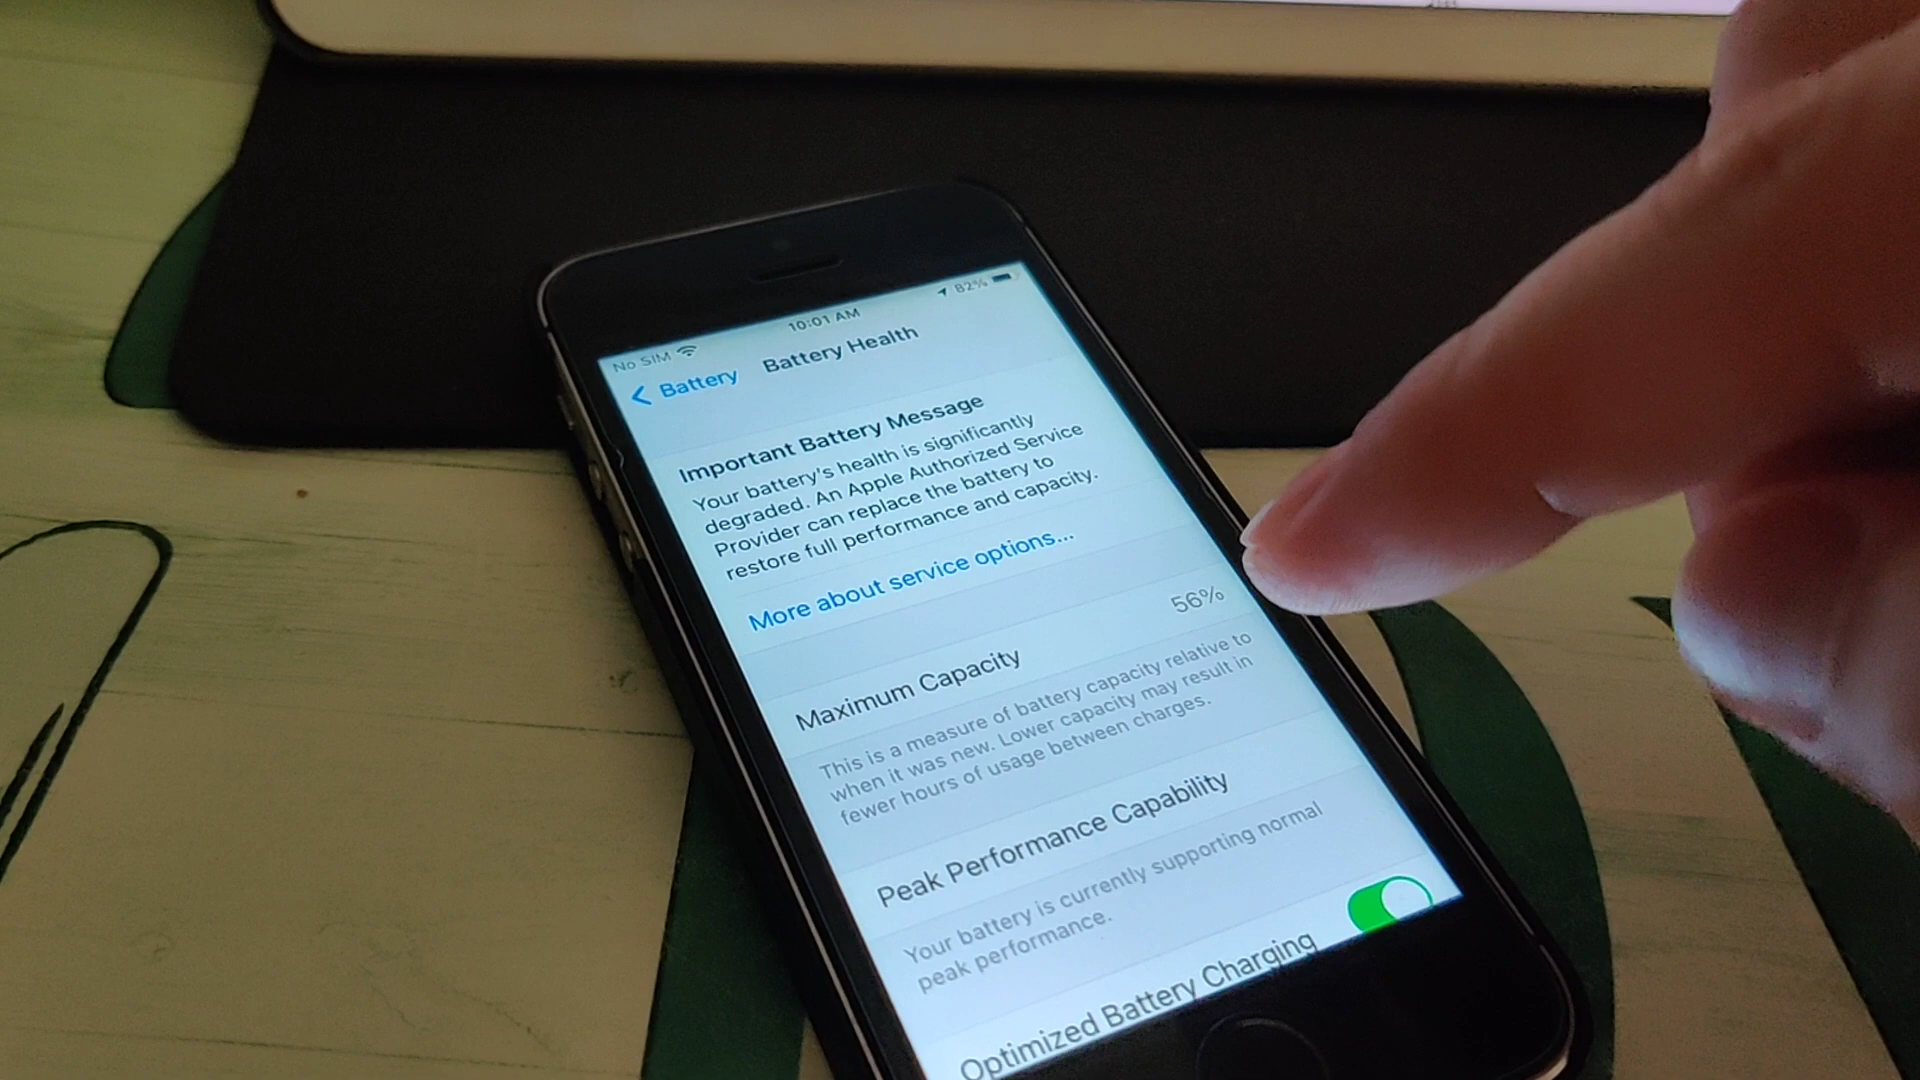 No SIM 10:01 AM 82%
Battery Battery Health
Important Battery Message
Your battery's health is significantly
degraded. An Apple Authorized Service
Provider can replace the battery to
restore full performance and capacity.
More about service options...
Maximum Capacity 56%
This is a measure of battery capacity relative to
when it was new. Lower capacity may result in
fewer hours of usage between charges.
Peak Performance Capability
Your battery is currently supporting normal
peak performance.
Optimized Battery Charging